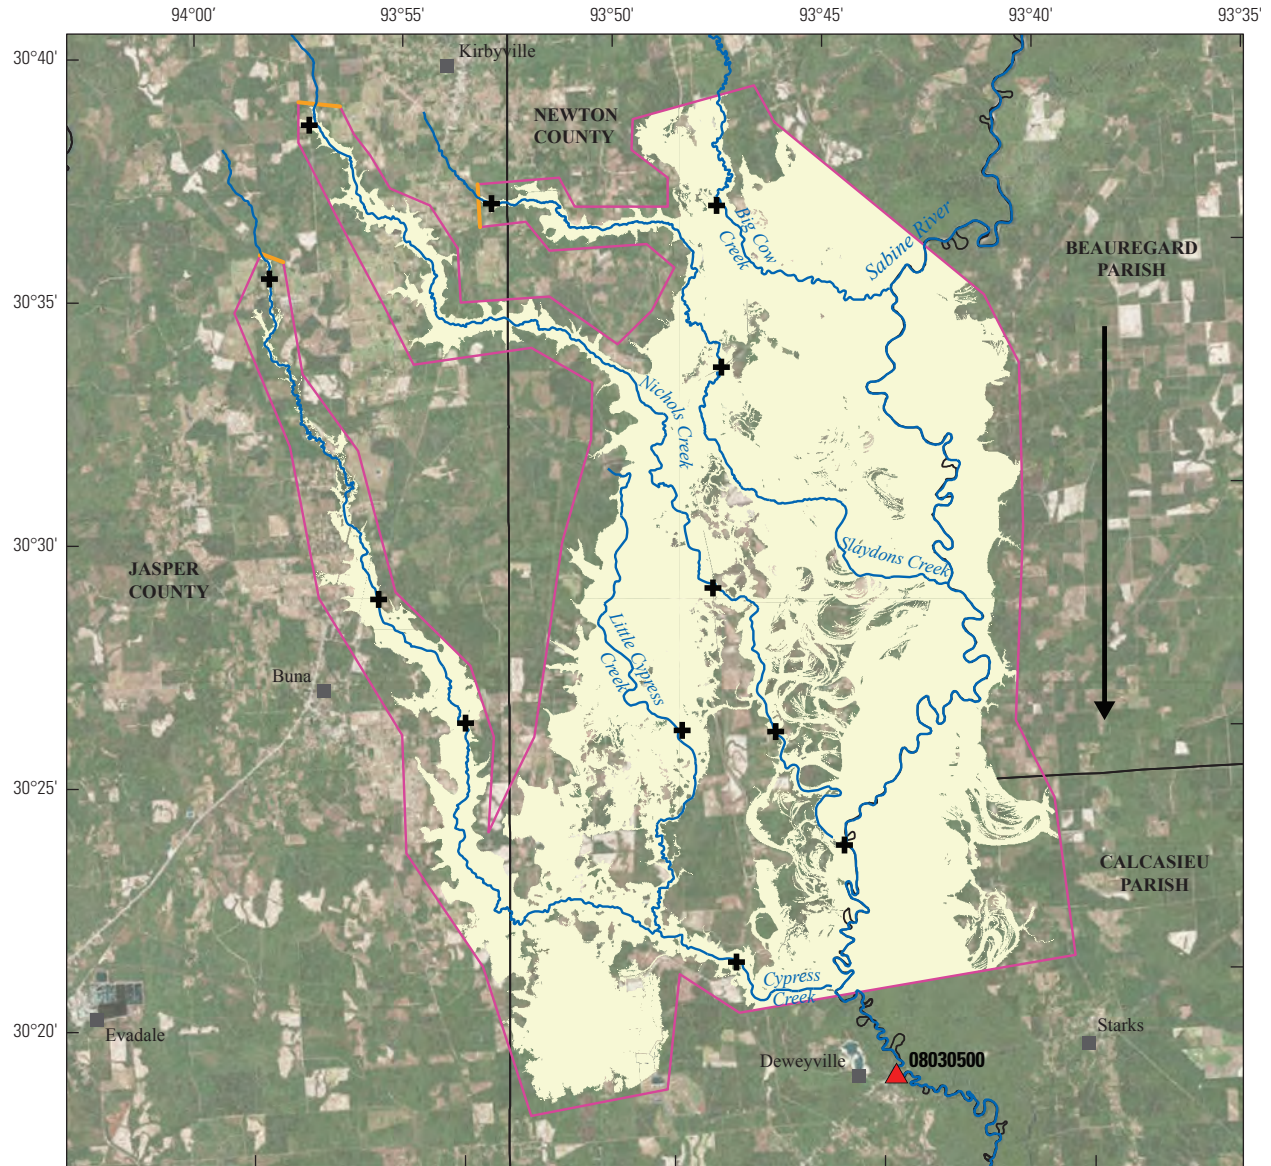 94°00'
93°55'
93°50'
93°45'
93°40'
93°35'
30°40'
30°35'
30°30'
30°25'
30°20'
Kirbyville
NEWTON
COUNTY
Big Cow
Creek
Sabine River
BEAUREGARD
PARISH
Nichols Creek
Slaydons Creek
JASPER
COUNTY
Little Cypress
Creek
Buna
CALCASIEU
PARISH
Cypress
Creek
Evadale
Deweyville
08030500
Starks